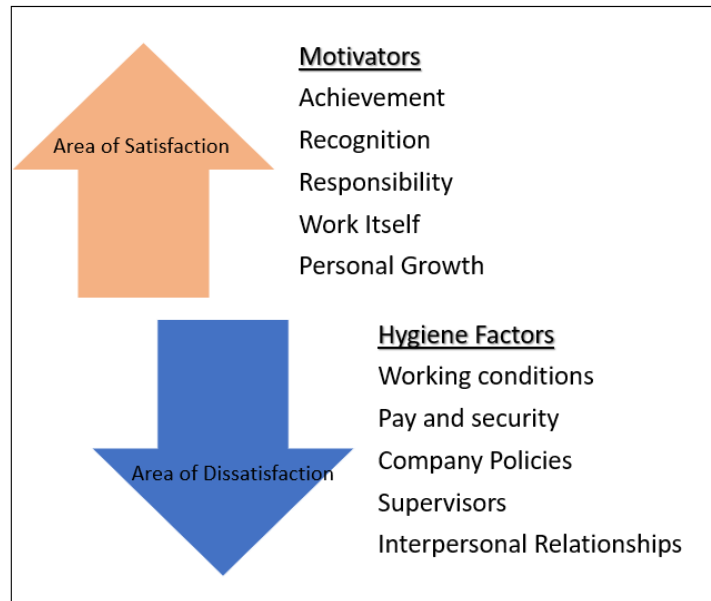 Motivators
Achievement
Recognition
Area of Satisfaction
Responsibility
Work Itself
Personal Growth
Hygiene Factors
Working conditions
Pay and security
Company Policies
Area of Dissatisfaction
Supervisors
Interpersonal Relationships